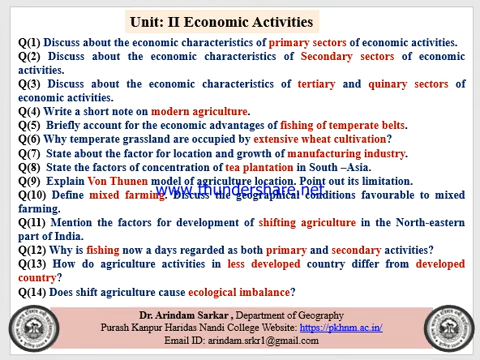 Unit: II Economic Activities
Q(1) Discuss about the economic characteristics of primary sectors of economic activities.
Q(2) Discuss about the economic characteristics of Secondary sectors of economic
activities.
Q(3) Discuss about the economic characteristics of tertiary and quinary sectors of
economic activities.
Q(4) Write a short note on modern agriculture.
Q(5) Briefly account for the economic advantages of fishing of temperate belts.
Q(6) Why temperate grassland are occupied by extensive wheat cultivation?
Q(7) State about the factor for location and growth of manufacturing industry.
Q(8) State the factors of concentration of tea plantation in South –Asia.
Q(9) Explain Von Thunen model of agriculture location. Point out its limitation.
www.thundershare.net
Q(10) Define mixed farming. Discuss the geographical conditions favourable to mixed
farming.
Q(11) Mention the factors for development of shifting agriculture in the North-eastern
part of India.
Q(12) Why is fishing now a days regarded as both primary and secondary activities?
Q(13) How do agriculture activities in less developed country differ from developed
country?
Q(14) Does shift agriculture cause ecological imbalance?
Dr. Arindam Sarkar , Department of Geography
Purash Kanpur Haridas Nandi College Website: https://pkhnm.ac.in/
Email ID: arindam.srkr1@gmail.com